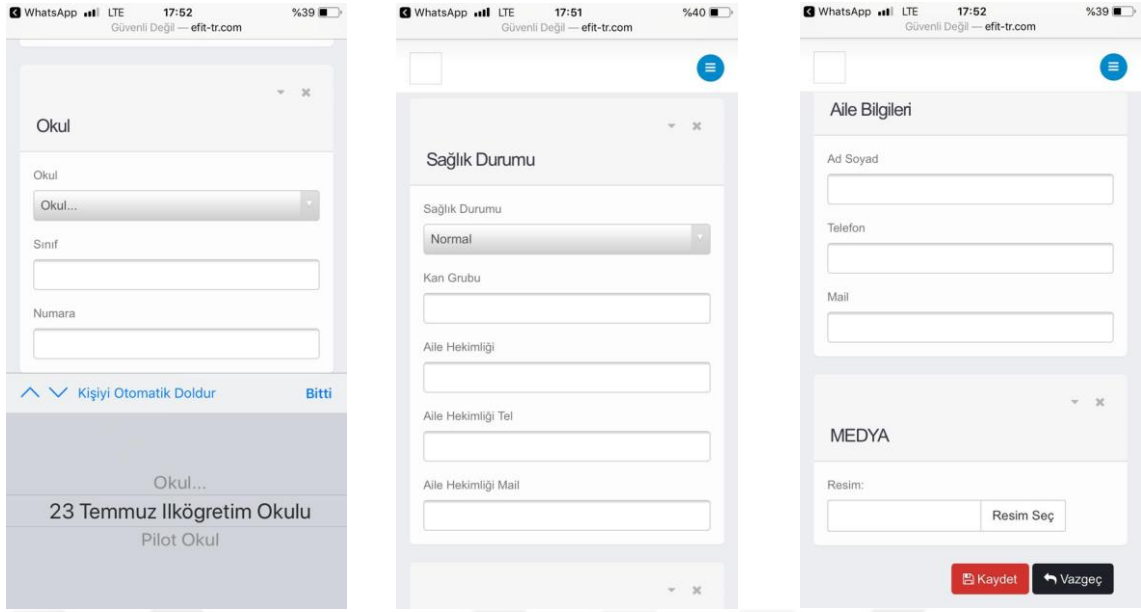 WhatsApp LTE 17:52 %39
Güvenli Değil — efit-tr.com
Okul
Okul
Okul...
Sınıf
Numara
Kişiyi Otomatik Doldur Bitti
Okul...
23 Temmuz Ilkögretim Okulu
Pilot Okul
WhatsApp LTE 17:51 %40
Güvenli Değil — efit-tr.com
Sağlık Durumu
Sağlık Durumu
Normal
Kan Grubu
Aile Hekimliği
Aile Hekimliği Tel
Aile Hekimliği Mail
WhatsApp LTE 17:52 %39
Güvenli Değil — efit-tr.com
Aile Bilgileri
Ad Soyad
Telefon
Mail
MEDYA
Resim:
Resim Seç
Kaydet Vazgeç